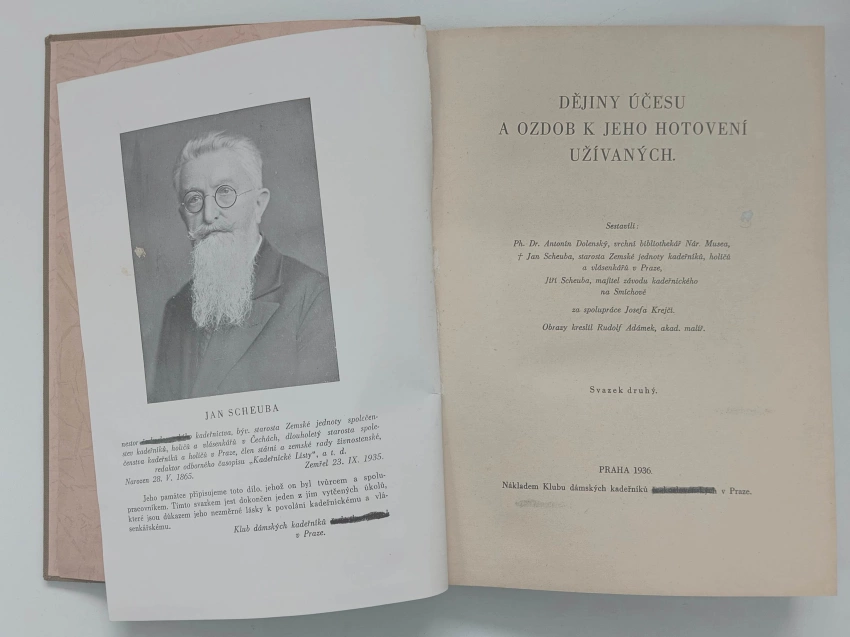 JAN SCHEUBA
nestor kadeřnictva, býv. starosta Zemské jednoty společen-
stev kadeřníků, holičů a vlásenkářů v Čechách, dlouholetý starosta spole-
čenstva kadeřníků a holičů v Praze, člen státní a zemské rady živnostenské,
redaktor odborného časopisu „Kadeřnické Listy“, a t. d.
Narozen 28. V. 1865. Zemřel 23. IX. 1935.
Jeho památce připisujeme toto dílo, jehož on byl tvůrcem a spolu-
pracovníkem. Tímto svazkem jest dokončen jeden z jím vytčených úkolů,
které jsou důkazem jeho nezměrné lásky k povolání kadeřnickému a vlá-
senkářskému.
Klub dámských kadeřníků
v Praze.
DĚJINY ÚČESU
A OZDOB K JEHO HOTOVENÍ
UŽÍVANÝCH.
Sestavili:
Ph. Dr. Antonín Dolenský, vrchní bibliothekář Nár. Musea,
† Jan Scheuba, starosta Zemské jednoty kadeřníků, holičů
a vlásenkářů v Praze,
Jiří Scheuba, majitel závodu kadeřnického
na Smíchově
za spolupráce Josefa Krejčí.
Obrazy kreslil Rudolf Adámek, akad. malíř.
Svazek druhý.
PRAHA 1936.
Nákladem Klubu dámských kadeřníků v Praze.